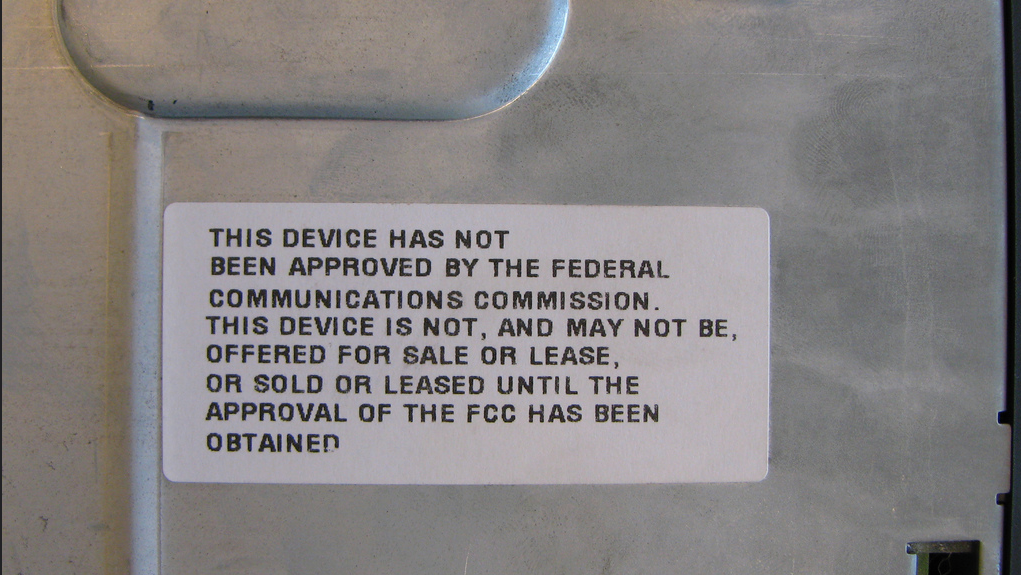 THIS DEVICE HAS NOT
BEEN APPROVED BY THE FEDERAL
COMMUNICATIONS COMMISSION.
THIS DEVICE IS NOT, AND MAY NOT BE,
OFFERED FOR SALE OR LEASE,
OR SOLD OR LEASED UNTIL THE
APPROVAL OF THE FCC HAS BEEN
OBTAINED